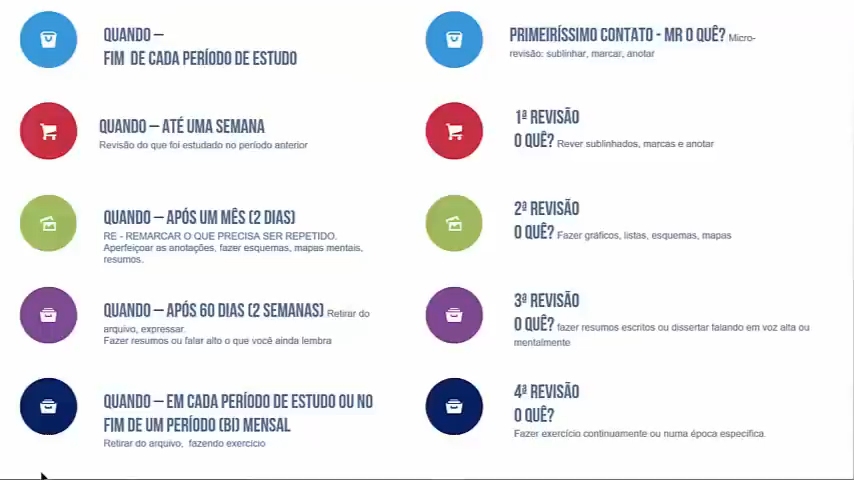 QUANDO –
FIM DE CADA PERÍODO DE ESTUDO
PRIMEIRÍSSIMO CONTATO - MR O QUÊ? Micro-
revisão: sublinhar, marcar, anotar
QUANDO – ATÉ UMA SEMANA
Revisão do que foi estudado no período anterior
1ª REVISÃO
O QUÊ? Rever sublinhados, marcas e anotar
QUANDO – APÓS UM MÊS (2 DIAS)
RE - REMARCAR O QUE PRECISA SER REPETIDO.
Aperfeiçoar as anotações, fazer esquemas, mapas mentais,
resumos.
2ª REVISÃO
O QUÊ? Fazer gráficos, listas, esquemas, mapas
QUANDO – APÓS 60 DIAS (2 SEMANAS) Retirar do
arquivo, expressar.
Fazer resumos ou falar alto o que você ainda lembra
3ª REVISÃO
O QUÊ? fazer resumos escritos ou dissertar falando em voz alta ou
mentalmente
QUANDO – EM CADA PERÍODO DE ESTUDO OU NO
FIM DE UM PERÍODO (BI) MENSAL
Retirar do arquivo, fazendo exercício
4ª REVISÃO
O QUÊ?
Fazer exercício continuamente ou numa época específica.